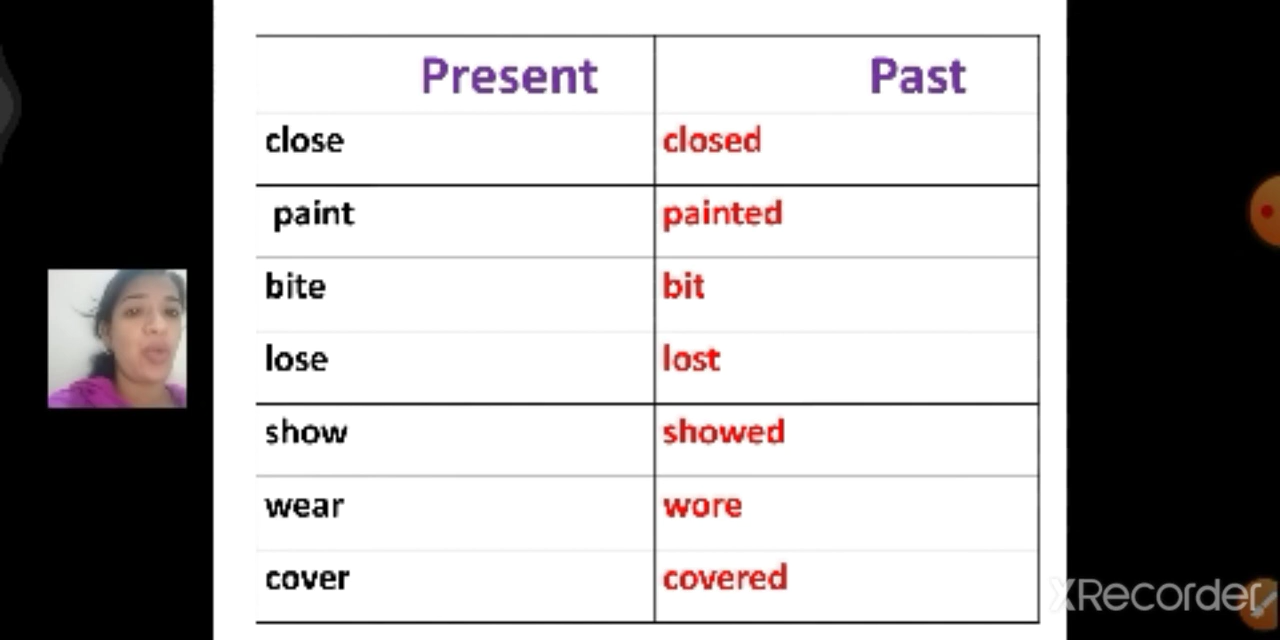 Present Past
close closed
paint painted
bite bit
lose lost
show showed
wear wore
cover covered
XRecorder